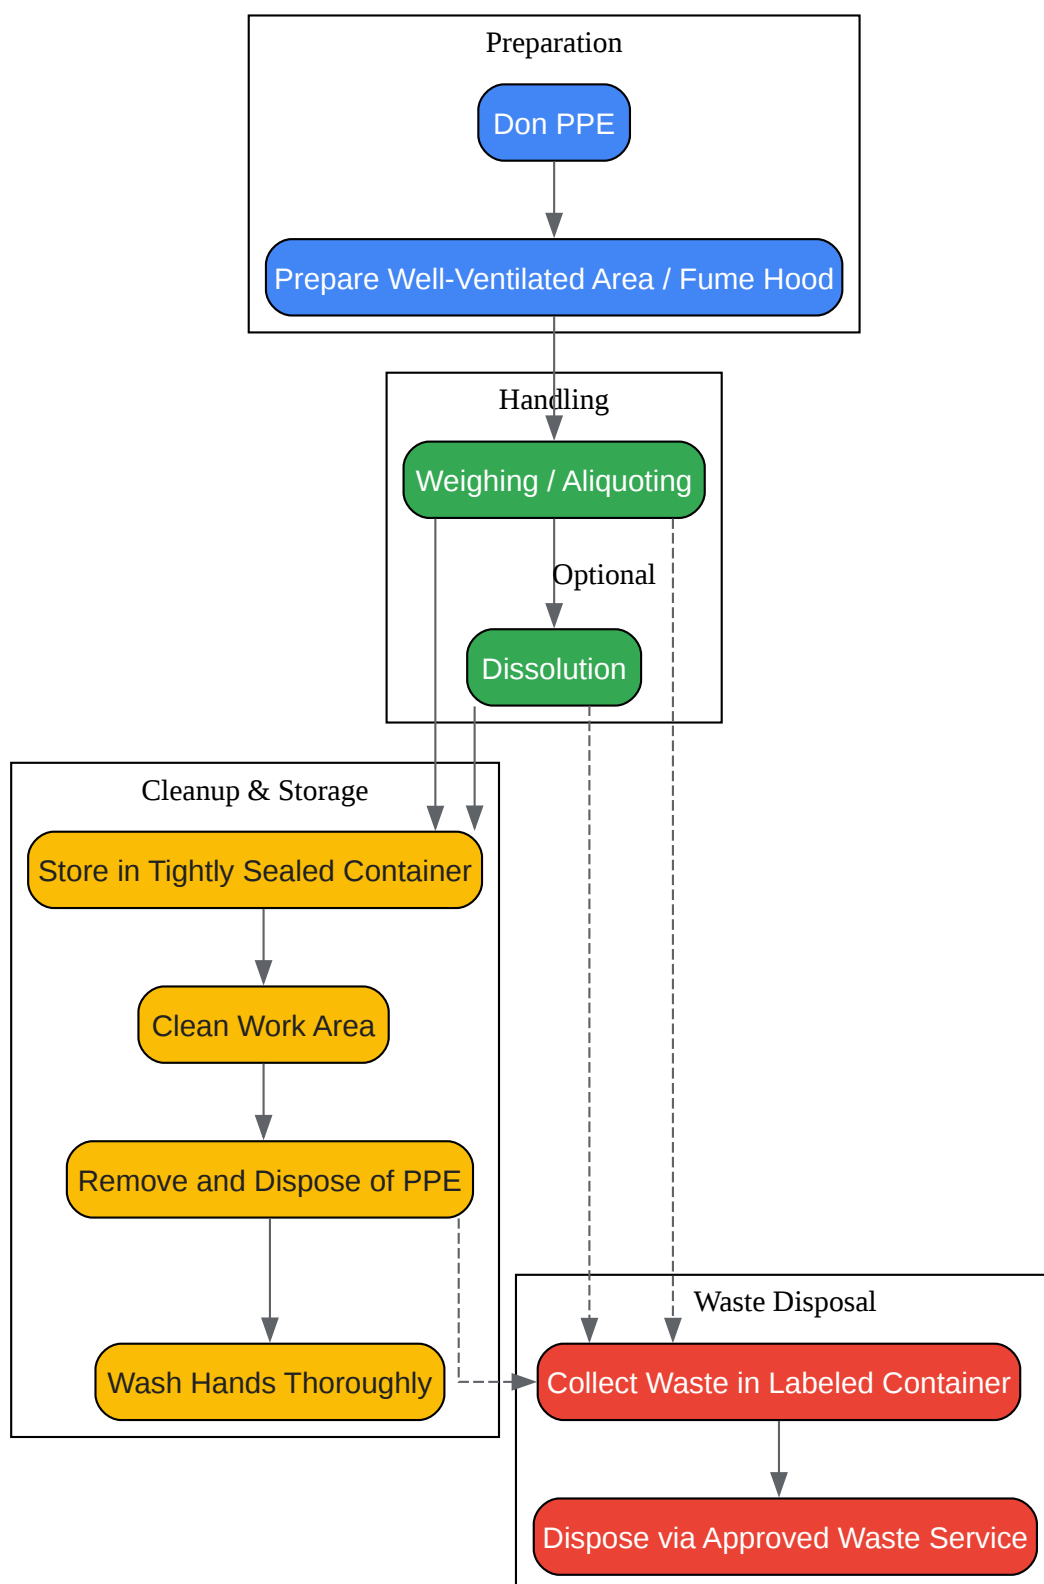 Preparation
Don PPE
Prepare Well-Ventilated Area / Fume Hood
Handling
Weighing / Aliquoting
Optional
Dissolution
Cleanup & Storage
Store in Tightly Sealed Container
Clean Work Area
Remove and Dispose of PPE
Wash Hands Thoroughly
Waste Disposal
Collect Waste in Labeled Container
Dispose via Approved Waste Service